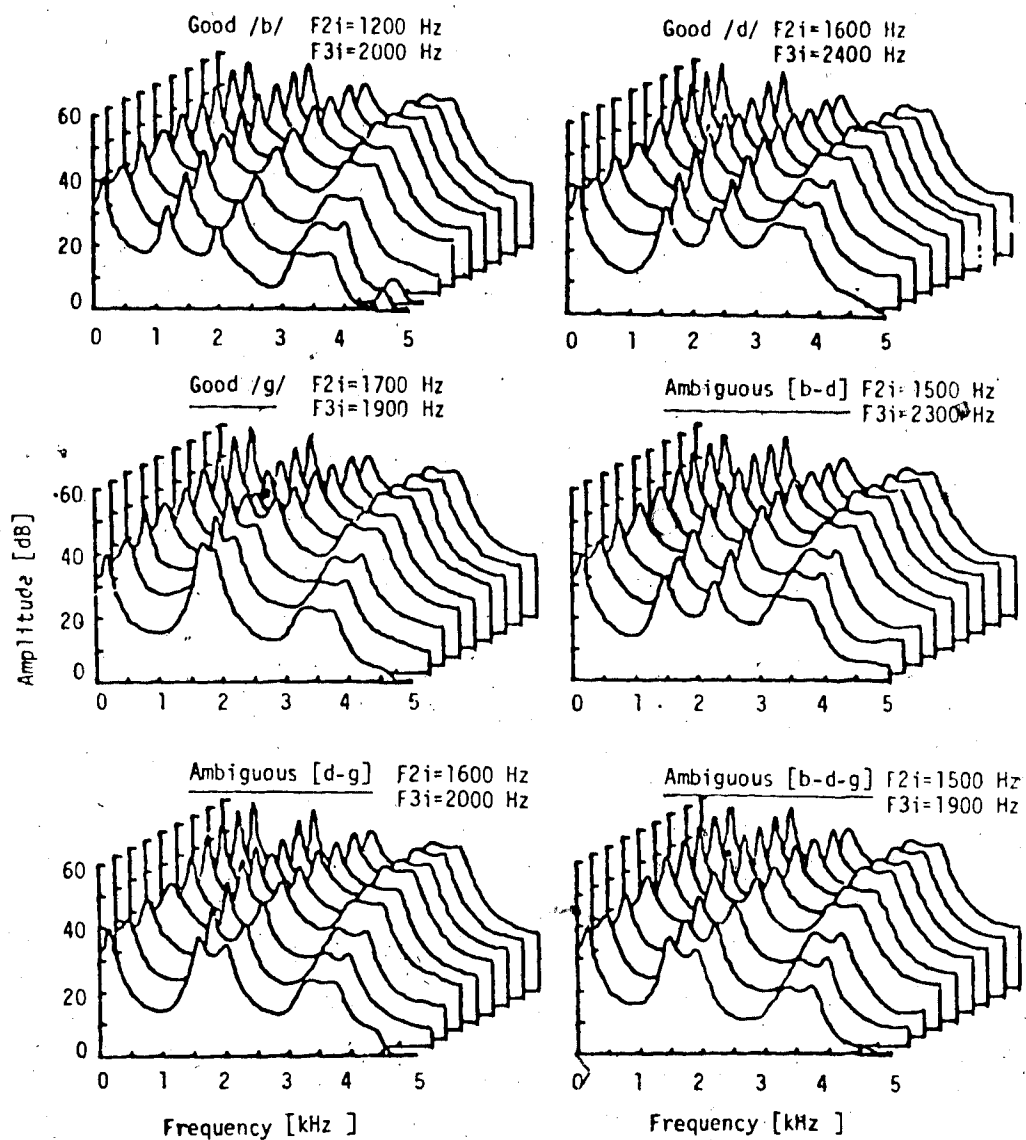 Good /b/ F2i=1200 Hz
F3i=2000 Hz
Good /d/ F2i=1600 Hz
F3i=2400 Hz
60
40
20
0
0 1 2 3 4 5
0 1 2 3 4 5
Good /g/ F2i=1700 Hz
F3i=1900 Hz
Ambiguous [b-d] F2i=1500 Hz
F3i=2300 Hz
Amplitude [dB]
60
40
20
0
0 1 2 3 4 5
0 1 2 3 4 5
Ambiguous [d-g] F2i=1600 Hz
F3i=2000 Hz
Ambiguous [b-d-g] F2i=1500 Hz
F3i=1900 Hz
60
40
20
0
0 1 2 3 4 5
0 1 2 3 4 5
Frequency [kHz ]
Frequency [kHz ]